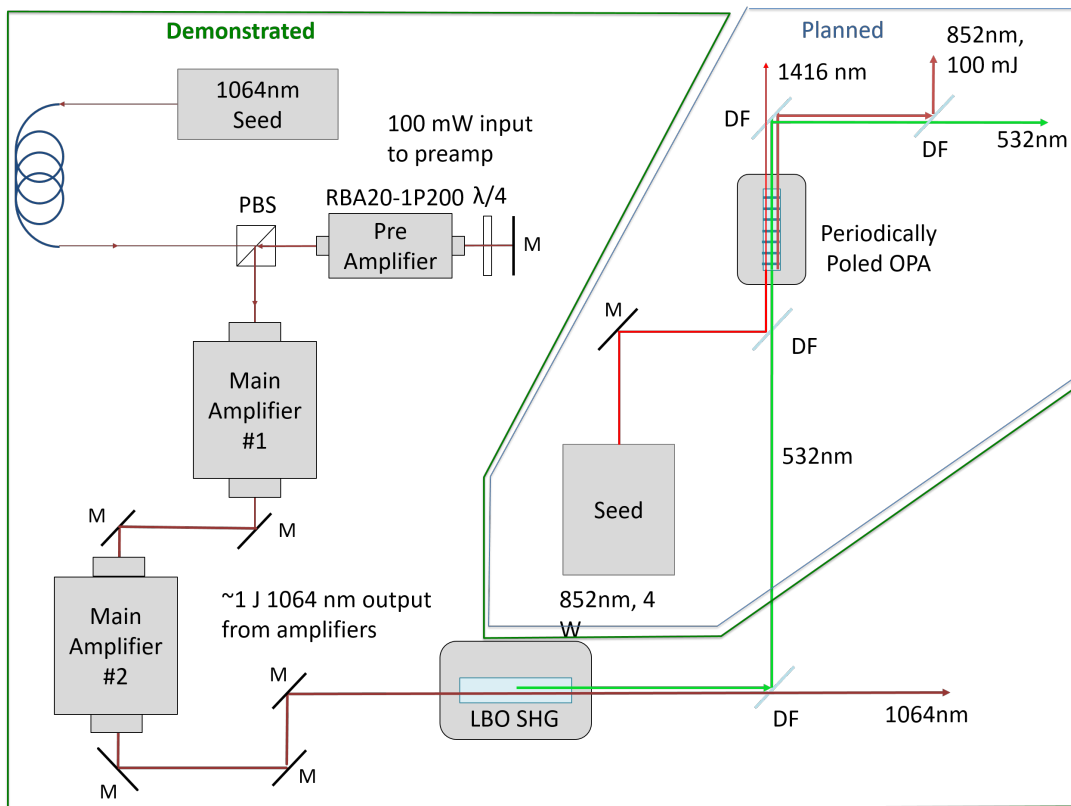 Demonstrated
Planned
1064nm
Seed
100 mW input
to preamp
PBS
RBA20-1P200
λ/4
Pre
Amplifier
M
Main
Amplifier
#1
M
M
Main
Amplifier
#2
~1 J 1064 nm output
from amplifiers
M
M
M
LBO SHG
DF
1064nm
532nm
Seed
852nm, 4
W
M
DF
Periodically
Poled OPA
DF
1416 nm
852nm,
100 mJ
DF
532nm